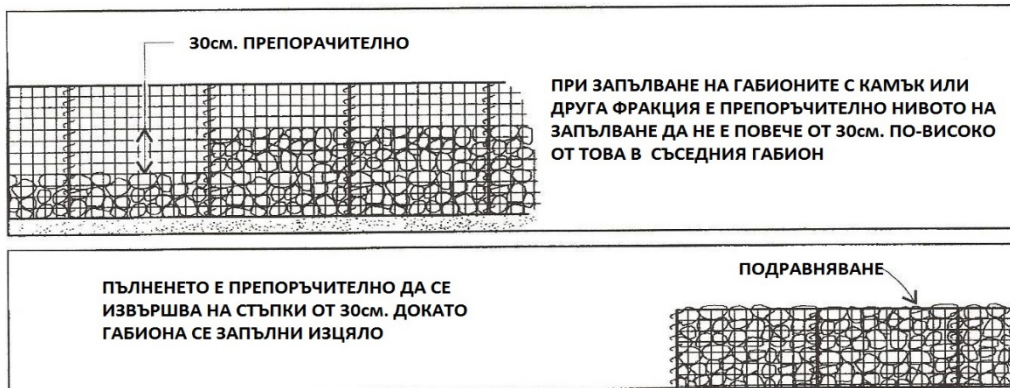 30см. ПРЕПОРАЧИТЕЛНО
ПРИ ЗАПЪЛВАНЕ НА ГАБИОНИТЕ С КАМЪК ИЛИ
ДРУГА ФРАКЦИЯ Е ПРЕПОРЪЧИТЕЛНО НИВОТО НА
ЗАПЪЛВАНЕ ДА НЕ Е ПОВЕЧЕ ОТ 30см. ПО-ВИСОКО
ОТ ТОВА В СЪСЕДНИЯ ГАБИОН
ПЪЛНЕНЕТО Е ПРЕПОРЪЧИТЕЛНО ДА СЕ
ИЗВЪРШВА НА СТЪПКИ ОТ 30см. ДОКАТО
ГАБИОНА СЕ ЗАПЪЛНИ ИЗЦЯЛО
ПОДРАВНЯВАНЕ